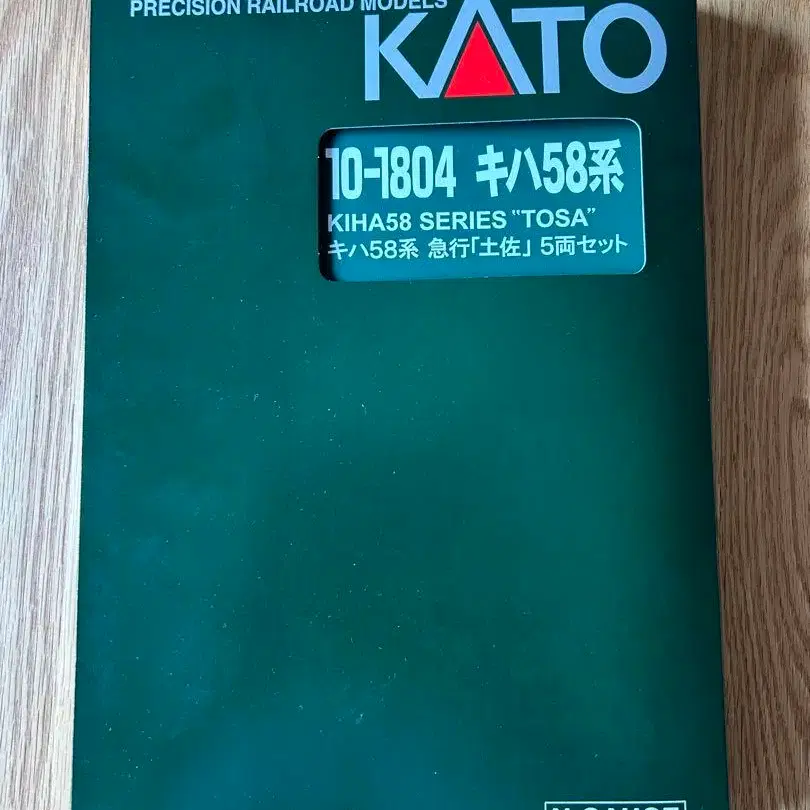 PRECISION RAILROAD MODELS
KATO
10-1804 キハ58系
KIHA58 SERIES "TOSA"
キハ58系 急行「土佐」 5両セット
N GAUGE